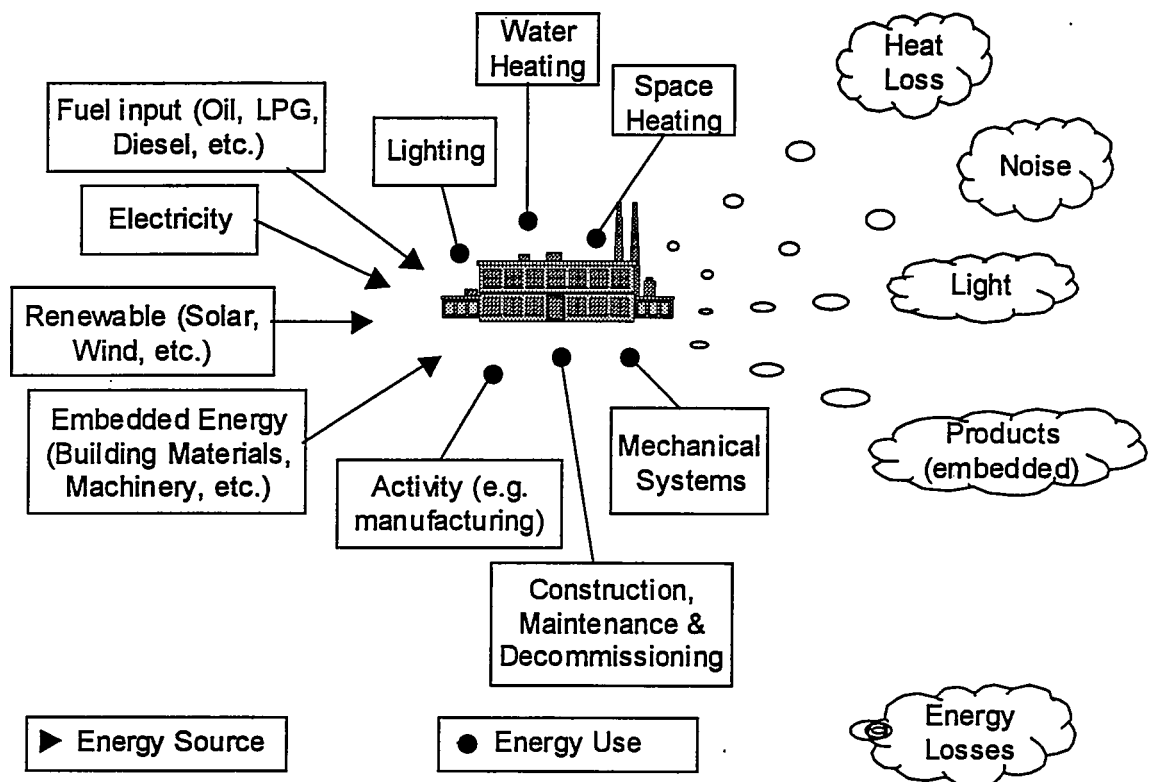 Water
Heating
Heat
Loss
Space
Heating
Fuel input (Oil, LPG,
Diesel, etc.)
Lighting
Noise
Electricity
Light
Renewable (Solar,
Wind, etc.)
Embedded Energy
(Building Materials,
Machinery, etc.)
Activity (e.g.
manufacturing)
Mechanical
Systems
Products
(embedded)
Construction,
Maintenance &
Decommissioning
Energy Source
Energy Use
Energy
Losses